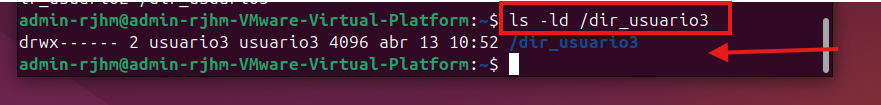 admin-rjhm@admin-rjhm-VMware-Virtual-Platform:~$ ls -ld /dir_usuario3
drwx------ 2 usuario3 usuario3 4096 abr 13 10:52 /dir_usuario3
admin-rjhm@admin-rjhm-VMware-Virtual-Platform:~$